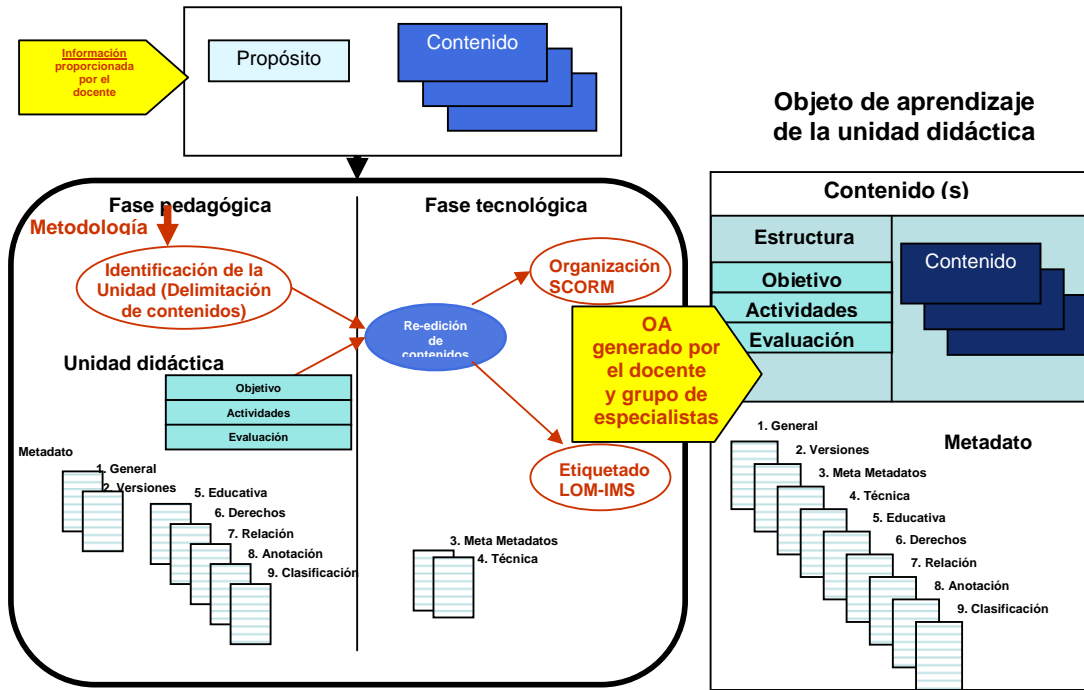 Información
proporcionada
por el
docente
Propósito
Contenido
Objeto de aprendizaje
de la unidad didáctica
Fase pedagógica
Fase tecnológica
Metodología
Identificación de la
Unidad (Delimitación
de contenidos)
Organización
SCORM
Re-edición
de
contenidos
Unidad didáctica
Objetivo
Actividades
Evaluación
Etiquetado
LOM-IMS
Metadato
1. General
2. Versiones
5. Educativa
6. Derechos
7. Relación
8. Anotación
9. Clasificación
3. Meta Metadatos
4. Técnica
OA
generado por
el docente
y grupo de
especialistas
Contenido (s)
Estructura
Objetivo
Actividades
Evaluación
Contenido
Metadato
1. General
2. Versiones
3. Meta Metadatos
4. Técnica
5. Educativa
6. Derechos
7. Relación
8. Anotación
9. Clasificación